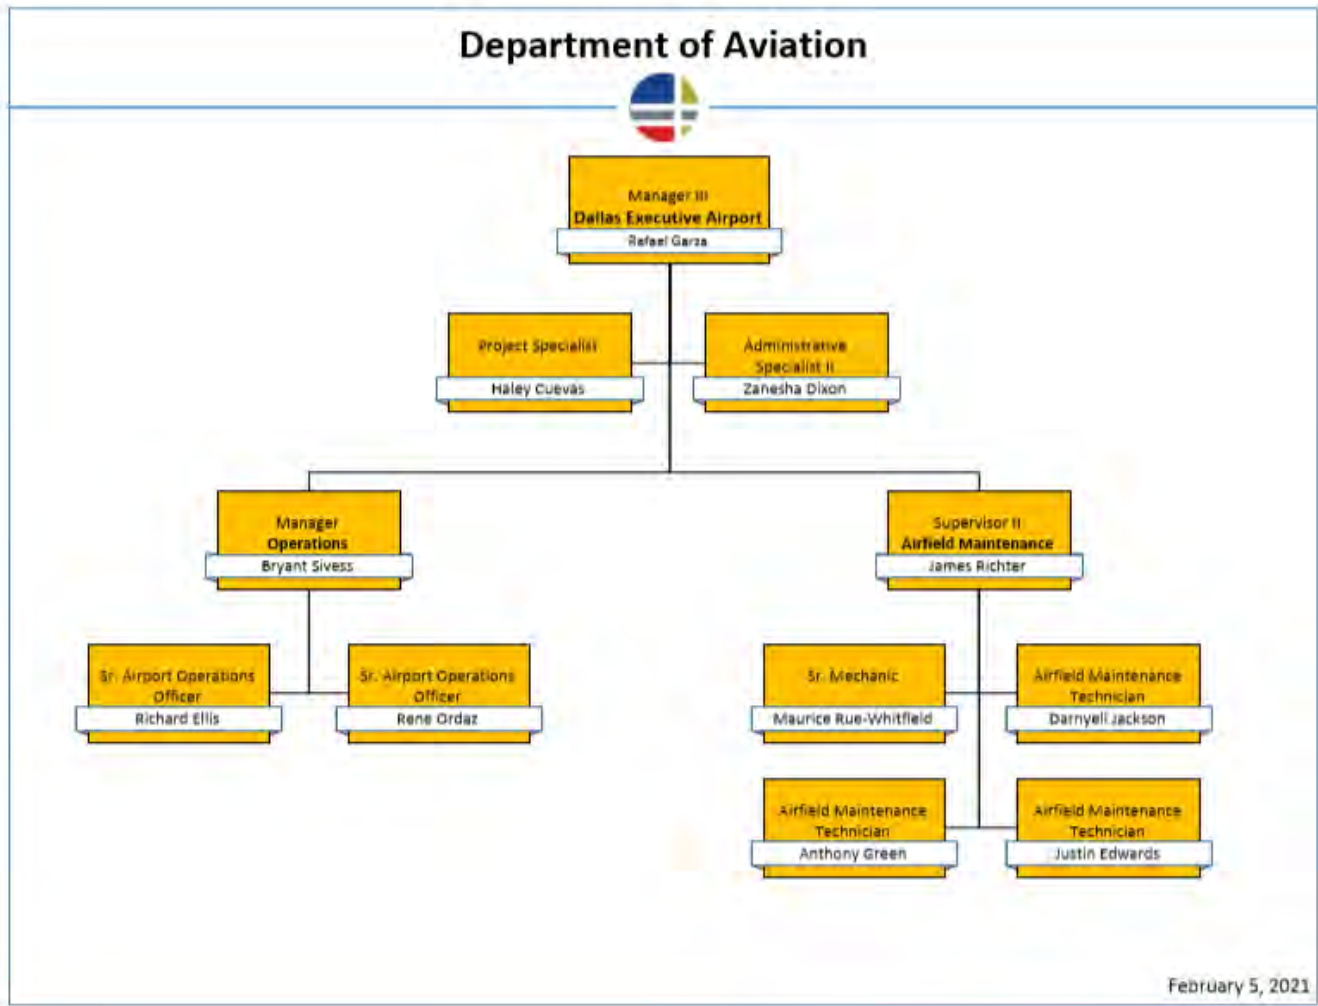 Department of Aviation
Manager III
Dallas Executive Airport
Rafael Garza
Project Specialist
Haley Cuevas
Administrative
Specialist II
Zanesha Dixon
Manager
Operations
Bryant Sivess
Supervisor II
Airfield Maintenance
James Richter
Sr. Airport Operations
Officer
Richard Ellis
Sr. Airport Operations
Officer
Rene Ordaz
Sr. Mechanic
Maurice Rue-Whitfield
Airfield Maintenance
Technician
Darnyell Jackson
Airfield Maintenance
Technician
Anthony Green
Airfield Maintenance
Technician
Justin Edwards
February 5, 2021